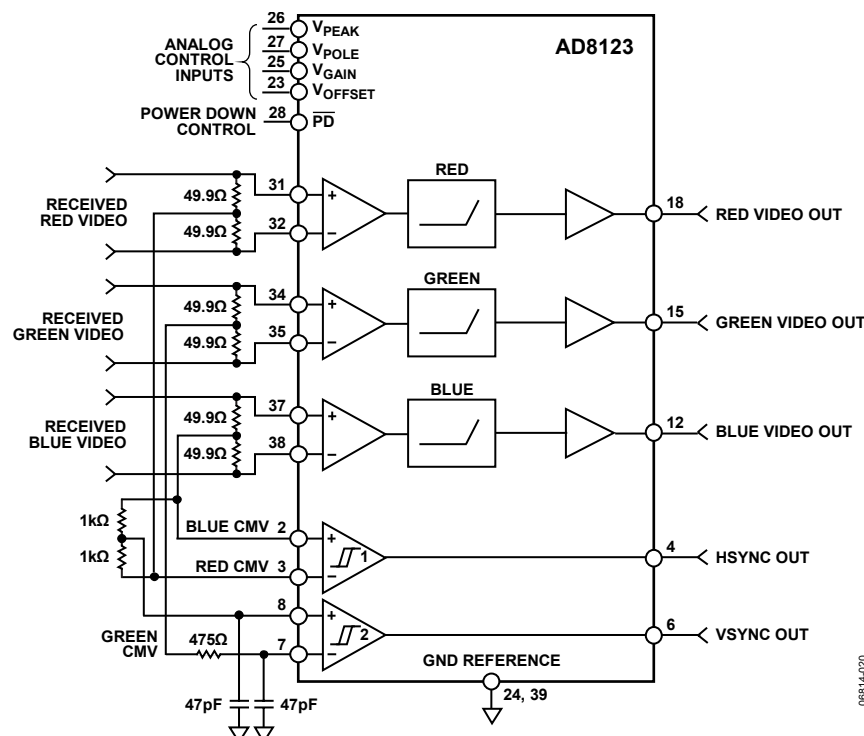 AD8123
ANALOG
CONTROL
INPUTS
26
VPEAK
27
VPOLE
25
VGAIN
23
VOFFSET
POWER DOWN
CONTROL
28
PD
RECEIVED
RED VIDEO
49.9Ω
49.9Ω
31
32
+
–
RED
18
RED VIDEO OUT
RECEIVED
GREEN VIDEO
49.9Ω
49.9Ω
34
35
+
–
GREEN
15
GREEN VIDEO OUT
RECEIVED
BLUE VIDEO
49.9Ω
49.9Ω
37
38
+
–
BLUE
12
BLUE VIDEO OUT
1kΩ
1kΩ
BLUE CMV
2
RED CMV
3
+
–
1
4
HSYNC OUT
GREEN
CMV
475Ω
8
7
+
–
2
6
VSYNC OUT
47pF
47pF
GND REFERENCE
24, 39
06814-020